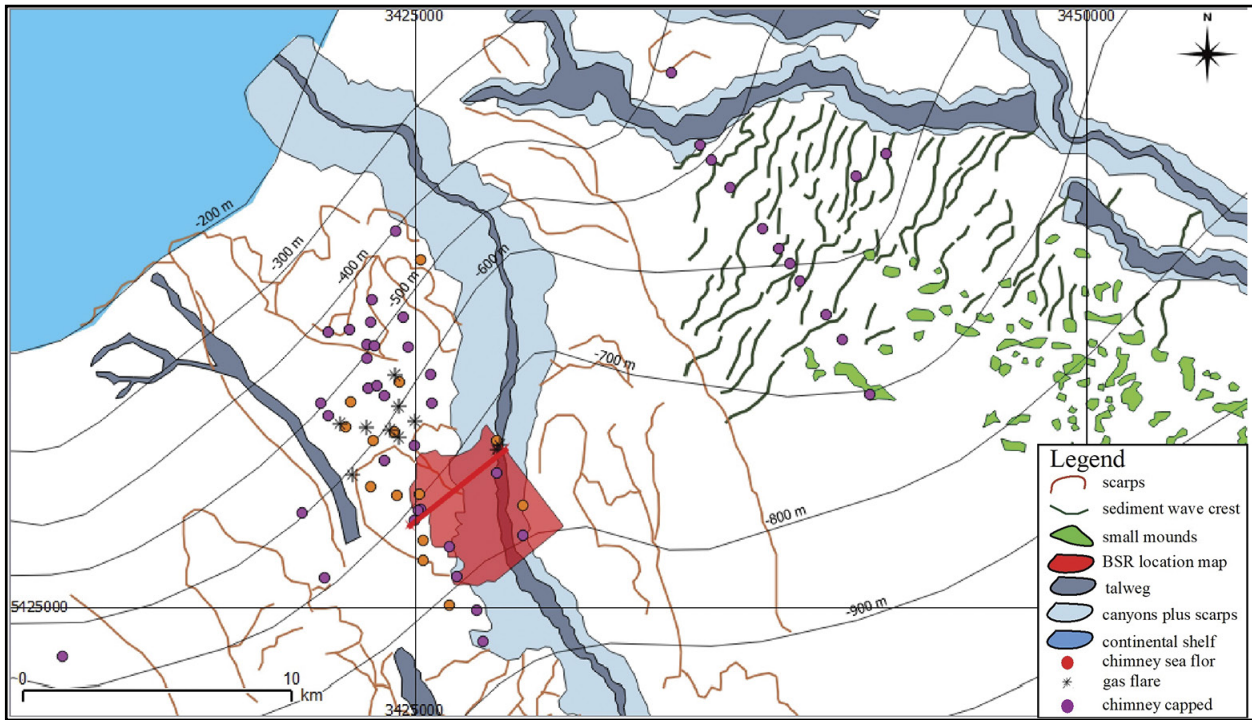 3425000
3450000
N
-200 m
-300 m
-400 m
-500 m
-600 m
-700 m
-800 m
-900 m
5425000
0
10
km
3425000
Legend
scarps
sediment wave crest
small mounds
BSR location map
talweg
canyons plus scarps
continental shelf
chimney sea flor
gas flare
chimney capped